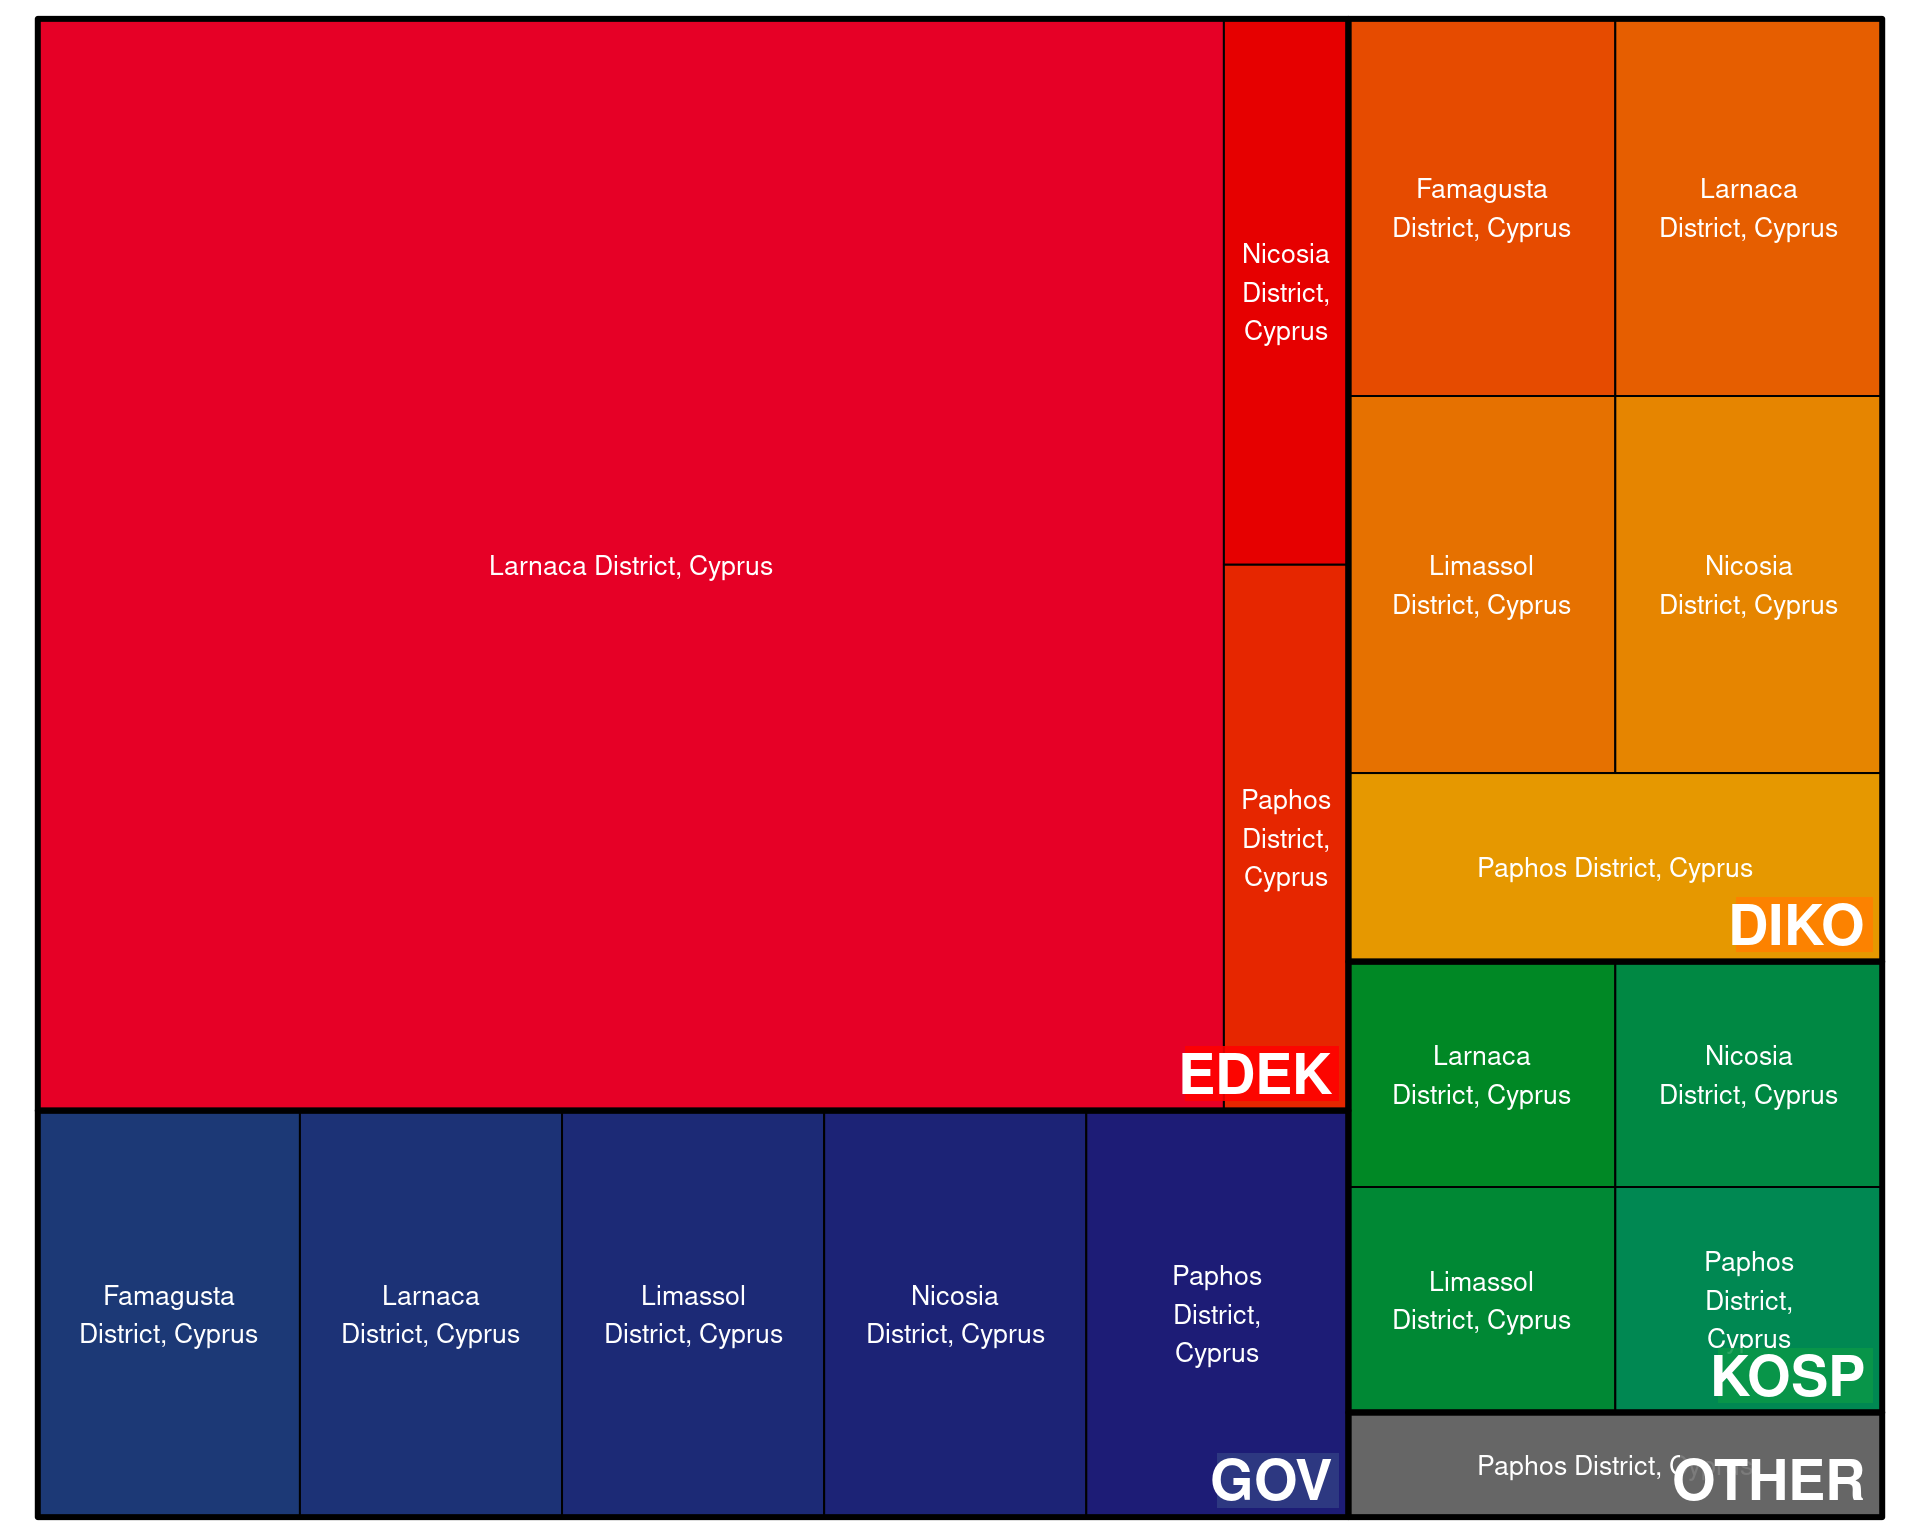 Larnaca District, Cyprus
Nicosia
District,
Cyprus
Paphos
District,
Cyprus
EDEK
Famagusta
District, Cyprus
Larnaca
District, Cyprus
Limassol
District, Cyprus
Nicosia
District, Cyprus
Paphos District, Cyprus
DIKO
Famagusta
District, Cyprus
Larnaca
District, Cyprus
Limassol
District, Cyprus
Nicosia
District, Cyprus
Paphos
District,
Cyprus
GOV
Larnaca
District, Cyprus
Nicosia
District, Cyprus
Limassol
District, Cyprus
Paphos
District,
Cyprus
KOSP
Paphos District, Cyprus
OTHER